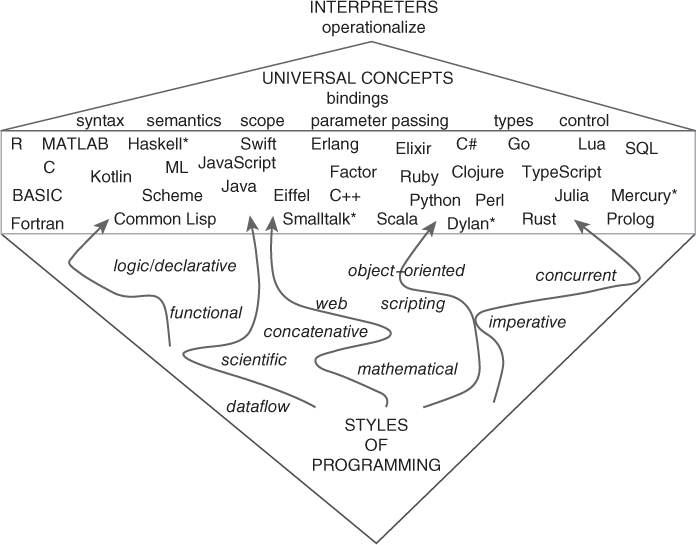 INTERPRETERS
operationalize
UNIVERSAL CONCEPTS
bindings
syntax semantics scope parameter passing types control
R MATLAB Haskell* Swift Erlang Elixir C# Go Lua SQL
C Kotlin ML JavaScript Factor Ruby Clojure TypeScript
BASIC Scheme Java Eiffel C++ Python Perl Julia Mercury*
Fortran Common Lisp Smalltalk* Scala Dylan* Rust Prolog
logic/declarative object-oriented concurrent
functional web scripting imperative
concatenative
scientific mathematical
dataflow
STYLES
OF
PROGRAMMING